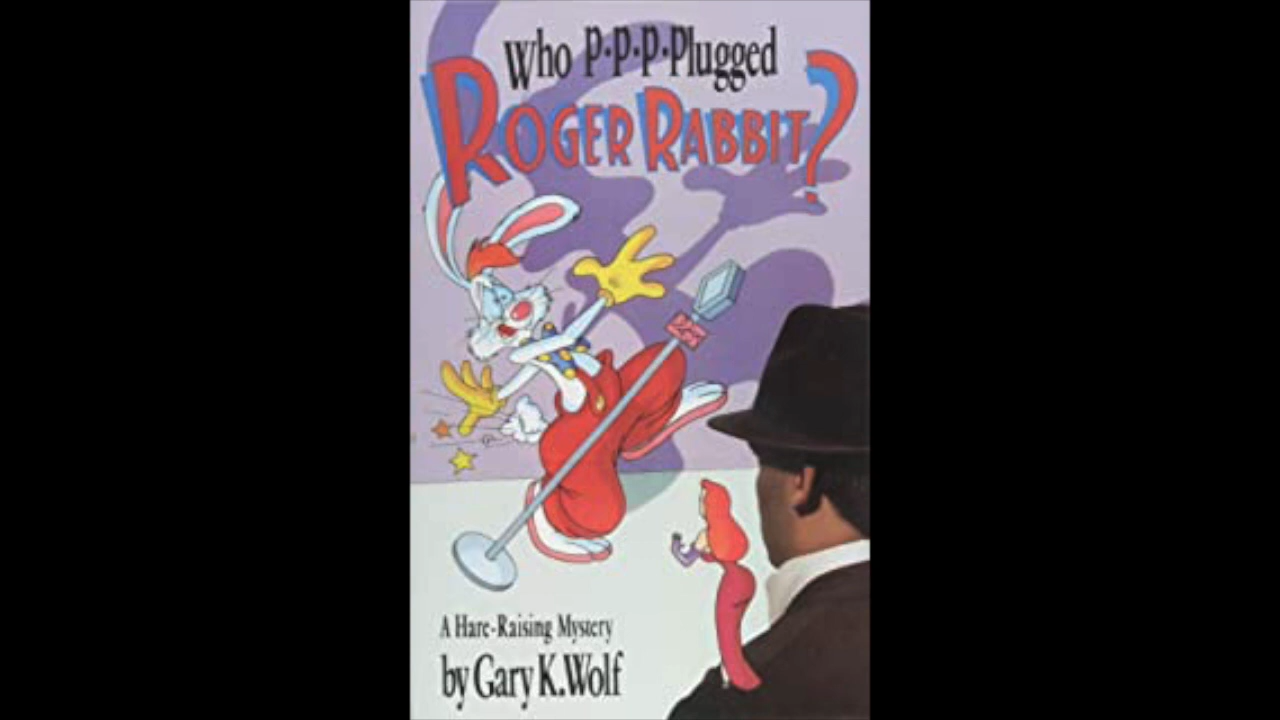 Who P·P·P·Plugged
ROGER RABBIT?
A Hare-Raising Mystery
by Gary K. Wolf